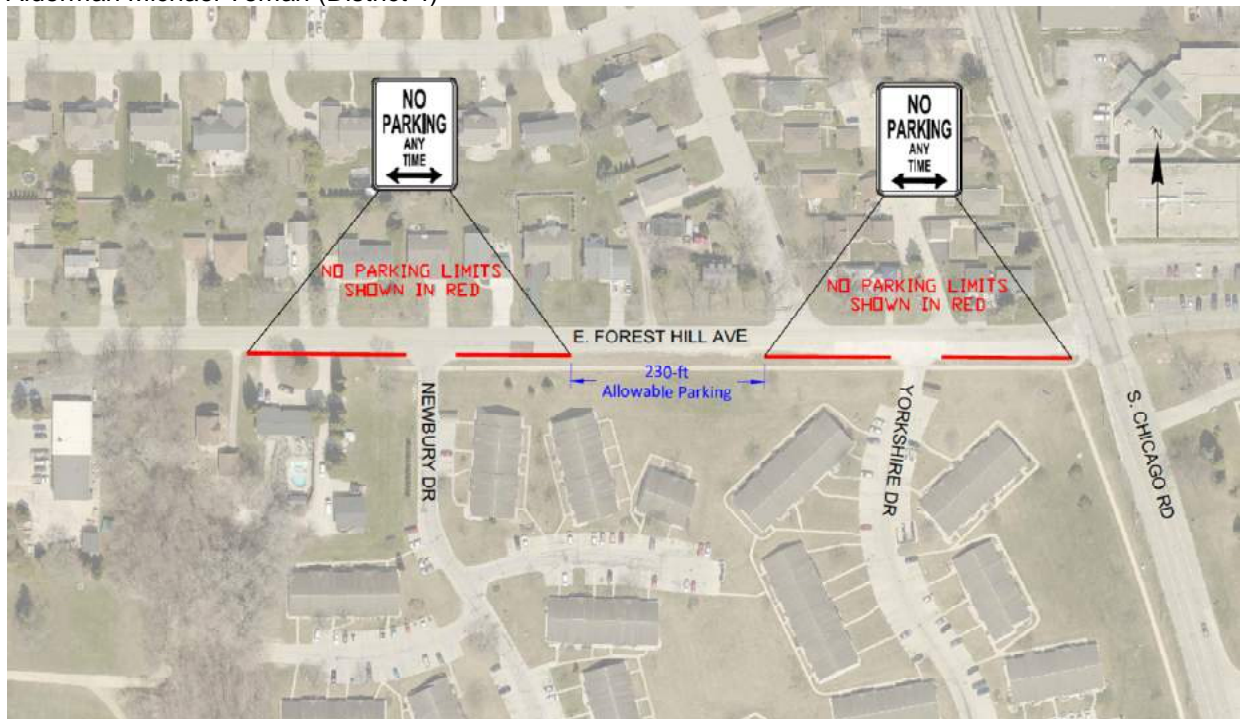 NO
PARKING
ANY
TIME
NO
PARKING
ANY
TIME
N
NO PARKING LIMITS
SHOWN IN RED
NO PARKING LIMITS
SHOWN IN RED
E. FOREST HILL AVE
230-ft
Allowable Parking
NEWBURY DR
YORKSHIRE DR
S. CHICAGO RD